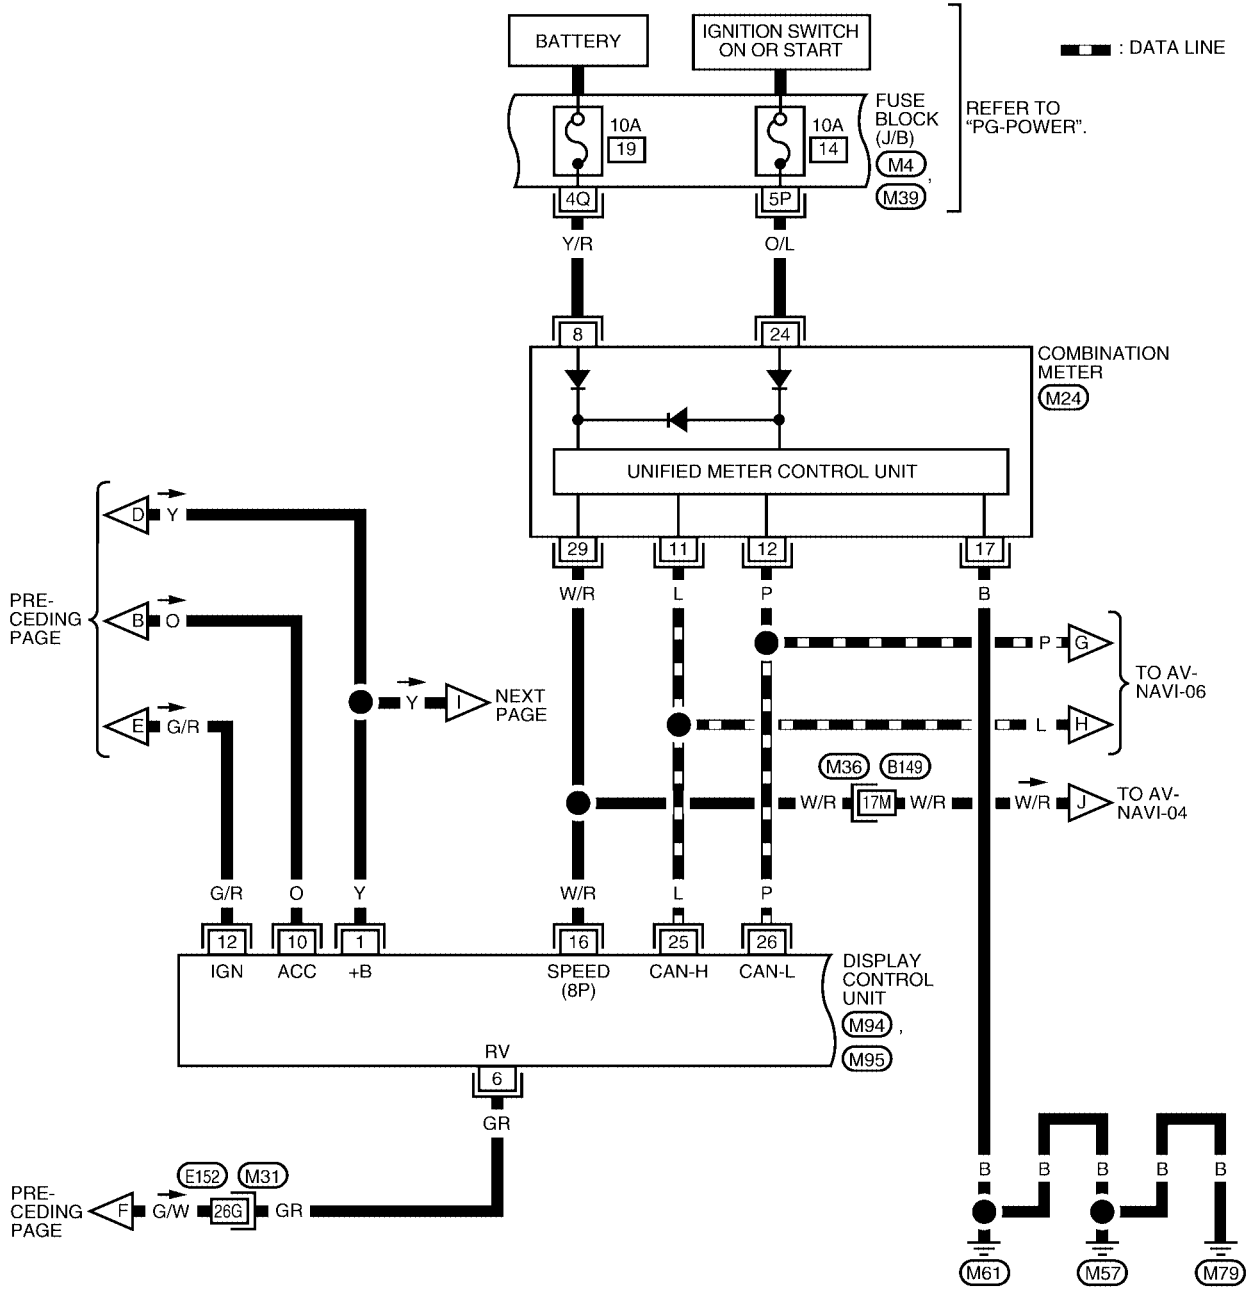 BATTERY
IGNITION SWITCH
ON OR START
: DATA LINE
10A
19
10A
14
FUSE
BLOCK
(J/B)
M4
,
M39
REFER TO
“PG-POWER”.
4Q
5P
Y/R
O/L
8
24
COMBINATION
METER
M24
UNIFIED METER CONTROL UNIT
29
11
12
17
W/R
L
P
B
PRE-
CEDING
PAGE
D
Y
B
O
E
G/R
Y
I
NEXT
PAGE
P
G
L
H
TO AV-
NAVI-06
M36
B149
W/R
17M
W/R
W/R
J
TO AV-
NAVI-04
G/R
O
Y
W/R
L
P
12
10
1
16
25
26
IGN
ACC
+B
SPEED
(8P)
CAN-H
CAN-L
DISPLAY
CONTROL
UNIT
M94
,
M95
RV
6
GR
E152
M31
PRE-
CEDING
PAGE
F
G/W
26G
GR
B
B
B
B
B
M61
M57
M79